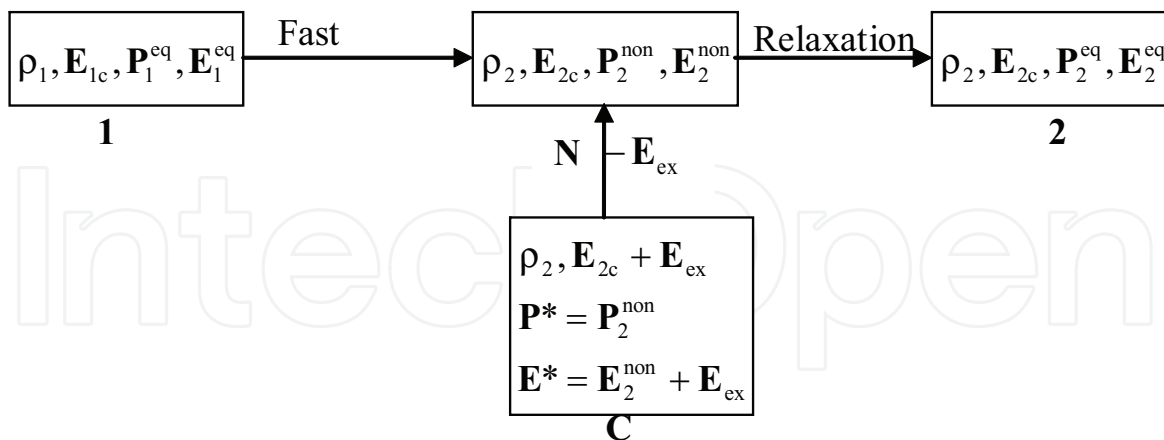 Fast
Relaxation
ρ₁, E₁c, P₁^eq, E₁^eq
ρ₂, E₂c, P₂^non, E₂^non
ρ₂, E₂c, P₂^eq, E₂^eq
1
2
N
− E_ex
ρ₂, E₂c + E_ex
P* = P₂^non
E* = E₂^non + E_ex
C
IntechOpen